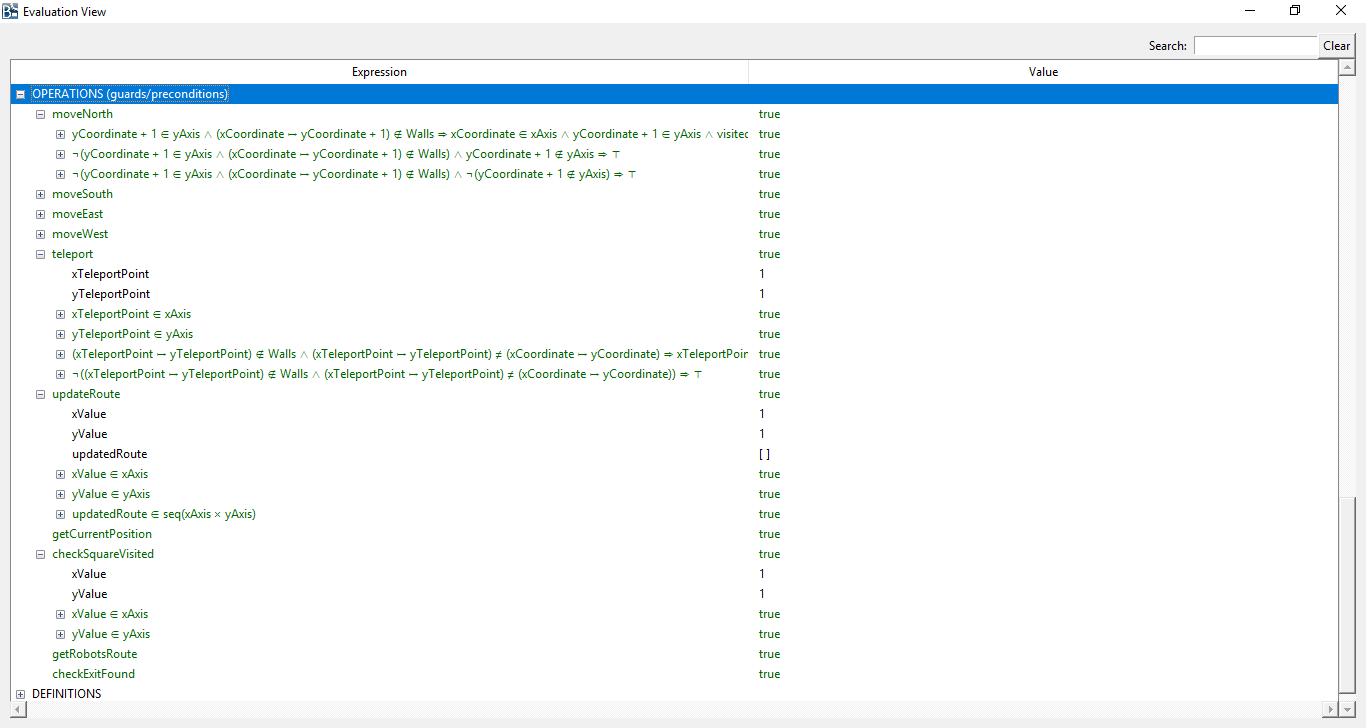 Evaluation View
Search: Clear
Expression Value
OPERATIONS (guards/preconditions)
moveNorth true
yCoordinate + 1 ∈ yAxis ∧ (xCoordinate ↦ yCoordinate + 1) ∉ Walls ⇒ xCoordinate ∈ xAxis ∧ yCoordinate + 1 ∈ yAxis ∧ visited true
¬(yCoordinate + 1 ∈ yAxis ∧ (xCoordinate ↦ yCoordinate + 1) ∉ Walls) ∧ yCoordinate + 1 ∉ yAxis ⇒ ⊤ true
¬(yCoordinate + 1 ∈ yAxis ∧ (xCoordinate ↦ yCoordinate + 1) ∉ Walls) ∧ ¬(yCoordinate + 1 ∉ yAxis) ⇒ ⊤ true
moveSouth true
moveEast true
moveWest true
teleport true
xTeleportPoint 1
yTeleportPoint 1
xTeleportPoint ∈ xAxis true
yTeleportPoint ∈ yAxis true
(xTeleportPoint ↦ yTeleportPoint) ∉ Walls ∧ (xTeleportPoint ↦ yTeleportPoint) ≠ (xCoordinate ↦ yCoordinate) ⇒ xTeleportPoin true
¬((xTeleportPoint ↦ yTeleportPoint) ∉ Walls ∧ (xTeleportPoint ↦ yTeleportPoint) ≠ (xCoordinate ↦ yCoordinate)) ⇒ ⊤ true
updateRoute true
xValue 1
yValue 1
updatedRoute []
xValue ∈ xAxis true
yValue ∈ yAxis true
updatedRoute ∈ seq(xAxis × yAxis) true
getCurrentPosition true
checkSquareVisited true
xValue 1
yValue 1
xValue ∈ xAxis true
yValue ∈ yAxis true
getRobotsRoute true
checkExitFound true
DEFINITIONS